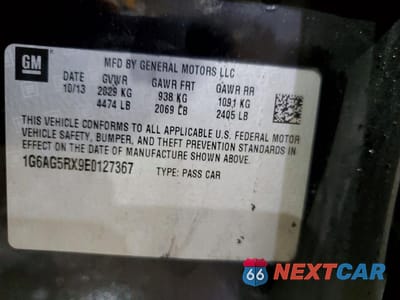 GM
MFD BY GENERAL MOTORS LLC
DATE GVWR GAWR FRT GAWR RR
10/13 2029 KG 938 KG 1091 KG
4474 LB 2069 LB 2405 LB
THIS VEHICLE CONFORMS TO ALL APPLICABLE U.S. FEDERAL MOTOR
VEHICLE SAFETY, BUMPER, AND THEFT PREVENTION STANDARDS IN
EFFECT ON THE DATE OF MANUFACTURE SHOWN ABOVE.
1G6AG5RX9E0127367 TYPE: PASS CAR
66 NEXTCAR